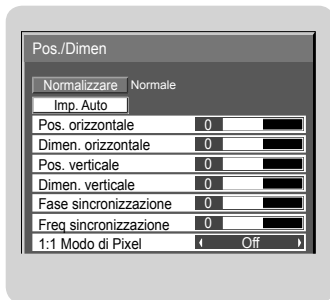 Pos./Dimen
Normalizzare Normale
Imp. Auto
Pos. orizzontale 0
Dimen. orizzontale 0
Pos. verticale 0
Dimen. verticale 0
Fase sincronizzazione 0
Freq sincronizzazione 0
1:1 Modo di Pixel Off